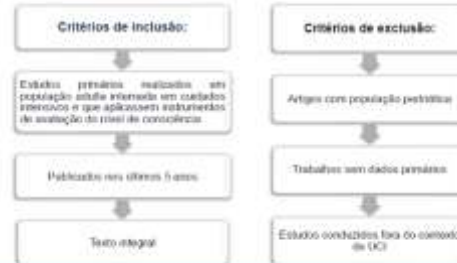 Critérios de inclusão:
Estudos primários realizados em
população adulta internada em cuidados
intensivos e que aplicassem instrumentos
de avaliação do nível de consciência
Publicados nos últimos 5 anos
Texto integral
Critérios de exclusão:
Artigos com população pediátrica
Trabalhos sem dados primários
Estudos conduzidos fora do contexto
de UCI